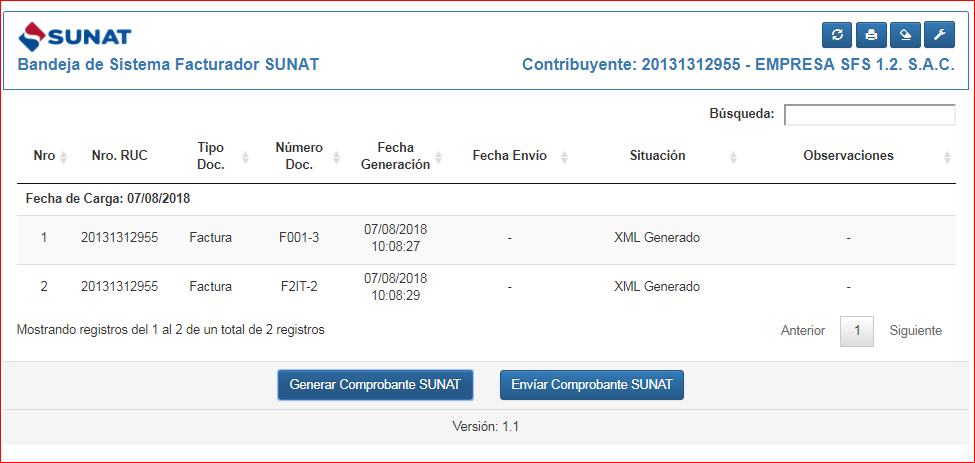 SUNAT
Bandeja de Sistema Facturador SUNAT
Contribuyente: 20131312955 - EMPRESA SFS 1.2. S.A.C.
Búsqueda:
Nro Nro. RUC Tipo Doc. Número Doc. Fecha Generación Fecha Envío Situación Observaciones
Fecha de Carga: 07/08/2018
1 20131312955 Factura F001-3 07/08/2018 10:08:27 - XML Generado -
2 20131312955 Factura F2IT-2 07/08/2018 10:08:29 - XML Generado -
Mostrando registros del 1 al 2 de un total de 2 registros
Anterior 1 Siguiente
Generar Comprobante SUNAT Envíar Comprobante SUNAT
Versión: 1.1